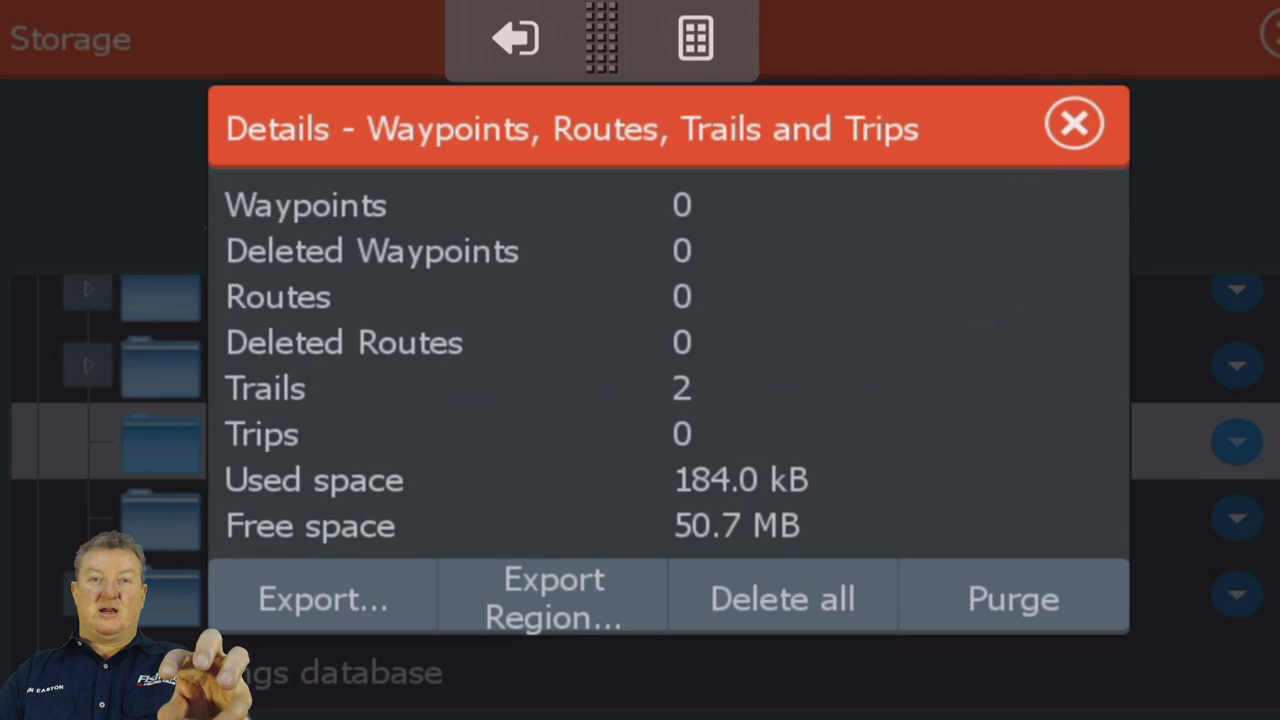 Storage
Details - Waypoints, Routes, Trails and Trips
Waypoints 0
Deleted Waypoints 0
Routes 0
Deleted Routes 0
Trails 2
Trips 0
Used space 184.0 kB
Free space 50.7 MB
Export...
Export
Region...
Delete all
Purge
database
EASTON